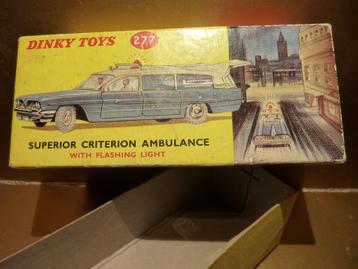 DINKY TOYS 277
SUPERIOR CRITERION AMBULANCE
WITH FLASHING LIGHT